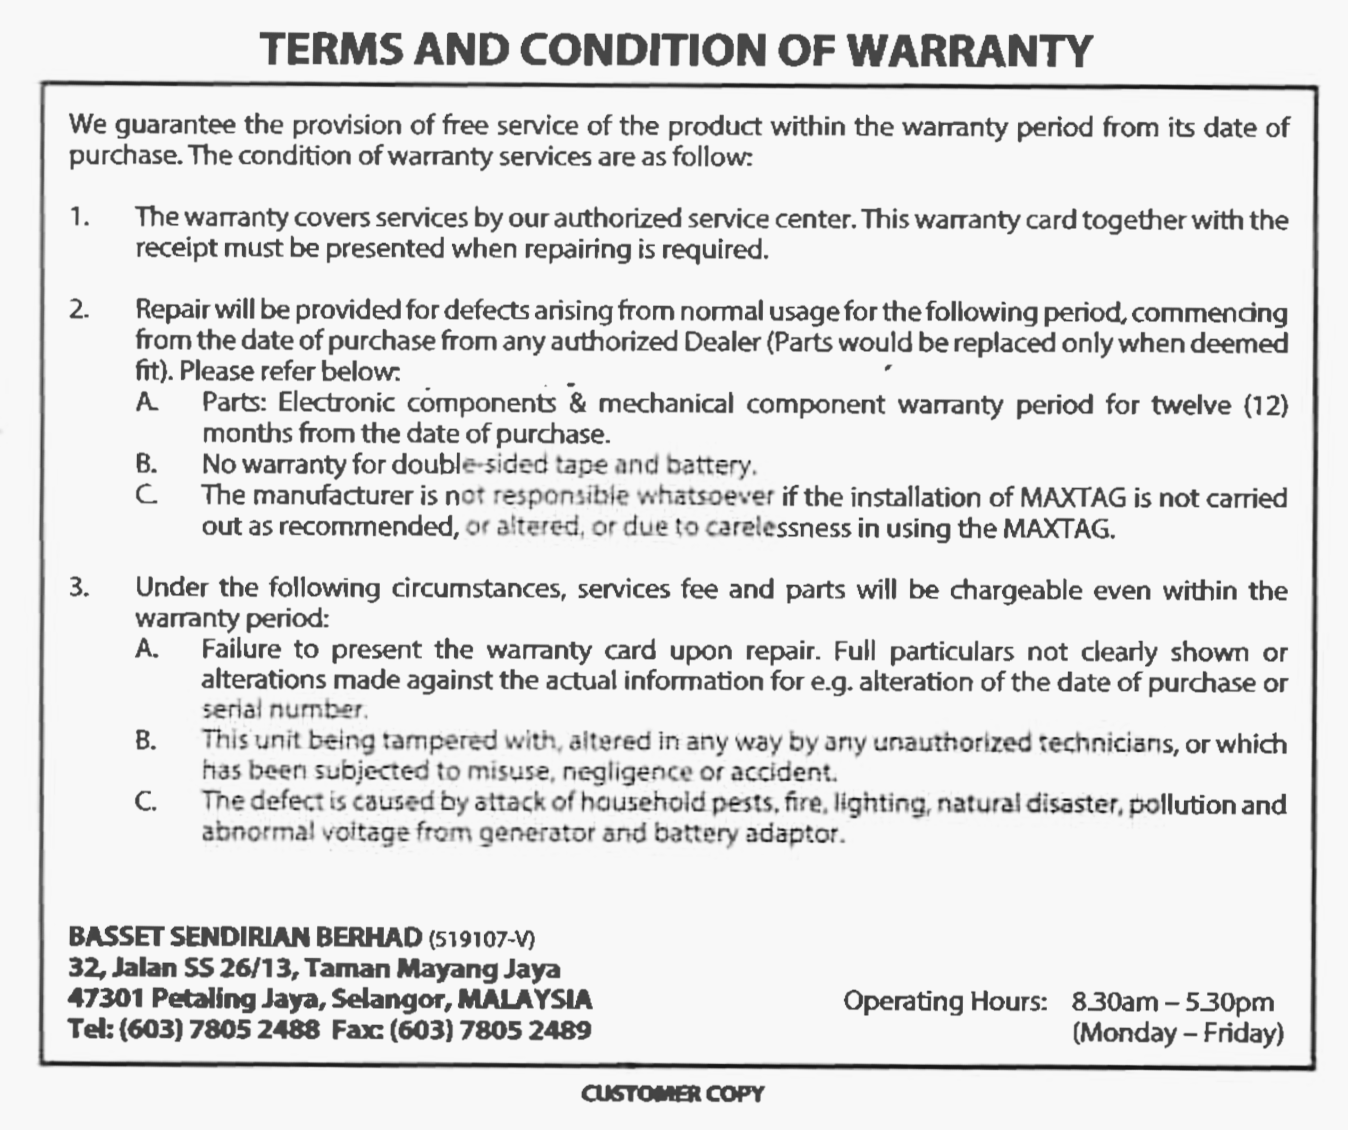 TERMS AND CONDITION OF WARRANTY
We guarantee the provision of free service of the product within the warranty period from its date of
purchase. The condition of warranty services are as follow:
1. The warranty covers services by our authorized service center. This warranty card together with the
receipt must be presented when repairing is required.
2. Repair will be provided for defects arising from normal usage for the following period, commencing
from the date of purchase from any authorized Dealer (Parts would be replaced only when deemed
fit). Please refer below:
A. Parts: Electronic components & mechanical component warranty period for twelve (12)
months from the date of purchase.
B. No warranty for double-sided tape and battery.
C. The manufacturer is not responsible whatsoever if the installation of MAXTAG is not carried
out as recommended, or altered, or due to carelessness in using the MAXTAG.
3. Under the following circumstances, services fee and parts will be chargeable even within the
warranty period:
A. Failure to present the warranty card upon repair. Full particulars not clearly shown or
alterations made against the actual information for e.g. alteration of the date of purchase or
serial number.
B. This unit being tampered with, altered in any way by any unauthorized technicians, or which
has been subjected to misuse, negligence or accident.
C. The defect is caused by attack of household pests, fire, lighting, natural disaster, pollution and
abnormal voltage from generator and battery adaptor.
BASSET SENDIRIAN BERHAD (519107-V)
32, Jalan SS 26/13, Taman Mayang Jaya
47301 Petaling Jaya, Selangor, MALAYSIA
Tel: (603) 7805 2488 Fax: (603) 7805 2489
Operating Hours: 8.30am – 5.30pm
(Monday – Friday)
CUSTOMER COPY